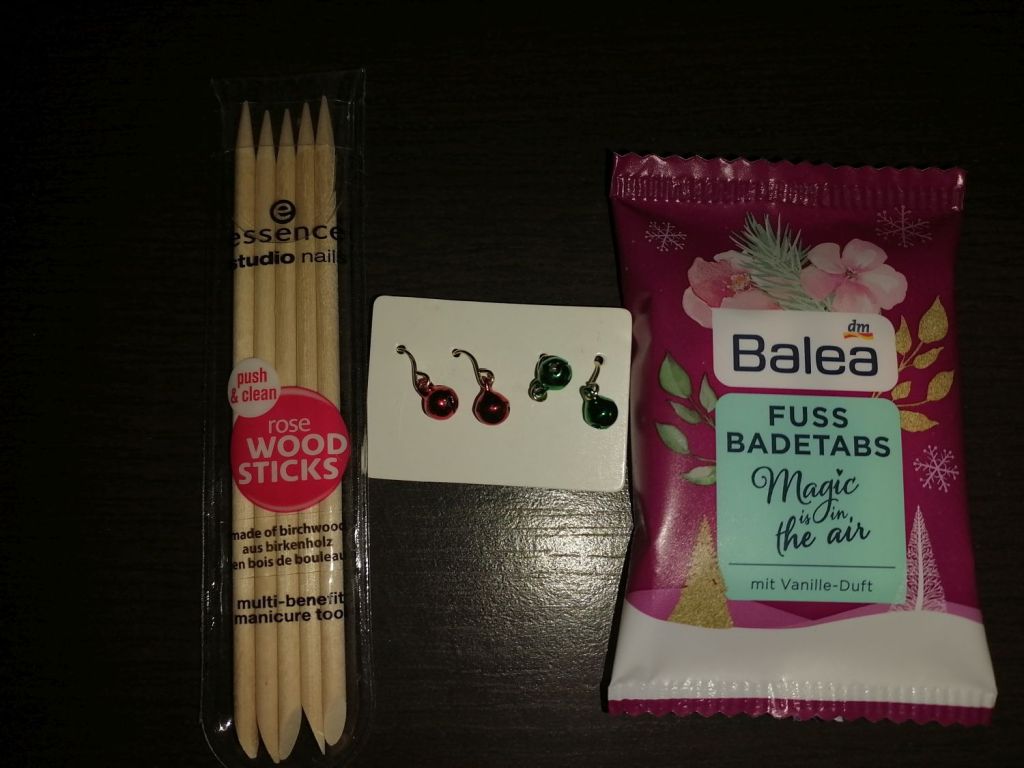 e
essence
studio nails
push
& clean
rose
WOOD
STICKS
made of birchwood
aus birkenholz
en bois de bouleau
multi-benefit
manicure tool
dm
Balea
FUSS
BADETABS
Magic
is in
the air
mit Vanille-Duft